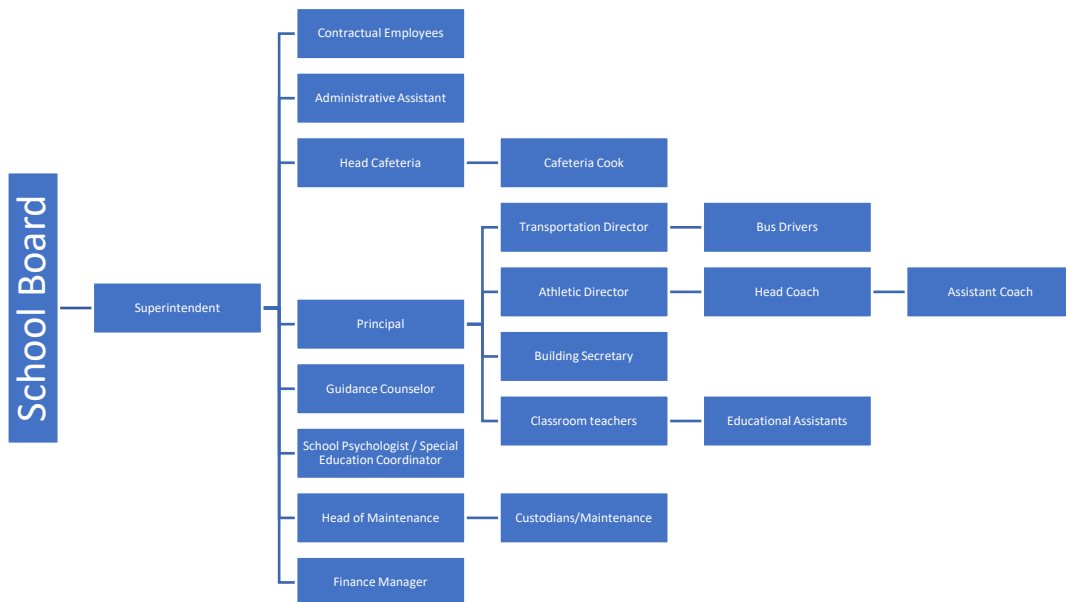 School Board
Superintendent
Contractual Employees
Administrative Assistant
Head Cafeteria
Cafeteria Cook
Principal
Transportation Director
Bus Drivers
Athletic Director
Head Coach
Assistant Coach
Building Secretary
Classroom teachers
Educational Assistants
Guidance Counselor
School Psychologist / Special
Education Coordinator
Head of Maintenance
Custodians/Maintenance
Finance Manager